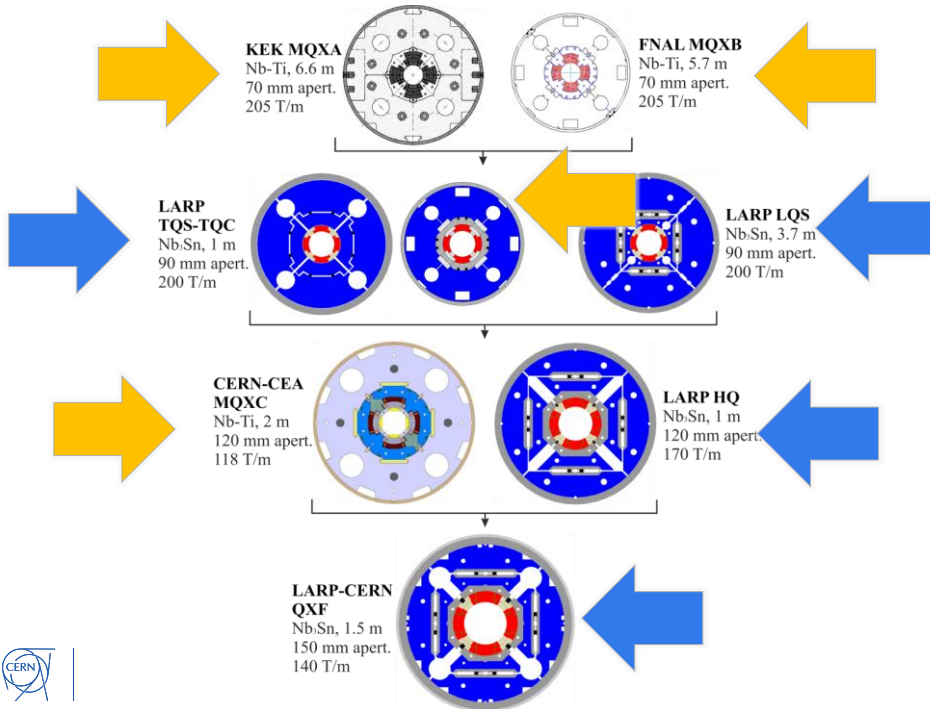 KEK MQXA
Nb-Ti, 6.6 m
70 mm apert.
205 T/m
FNAL MQXB
Nb-Ti, 5.7 m
70 mm apert.
205 T/m
LARP
TQS-TQC
Nb₃Sn, 1 m
90 mm apert.
200 T/m
LARP LQS
Nb₃Sn, 3.7 m
90 mm apert.
200 T/m
CERN-CEA
MQXC
Nb-Ti, 2 m
120 mm apert.
118 T/m
LARP HQ
Nb₃Sn, 1 m
120 mm apert.
170 T/m
LARP-CERN
QXF
Nb₃Sn, 1.5 m
150 mm apert.
140 T/m
CERN